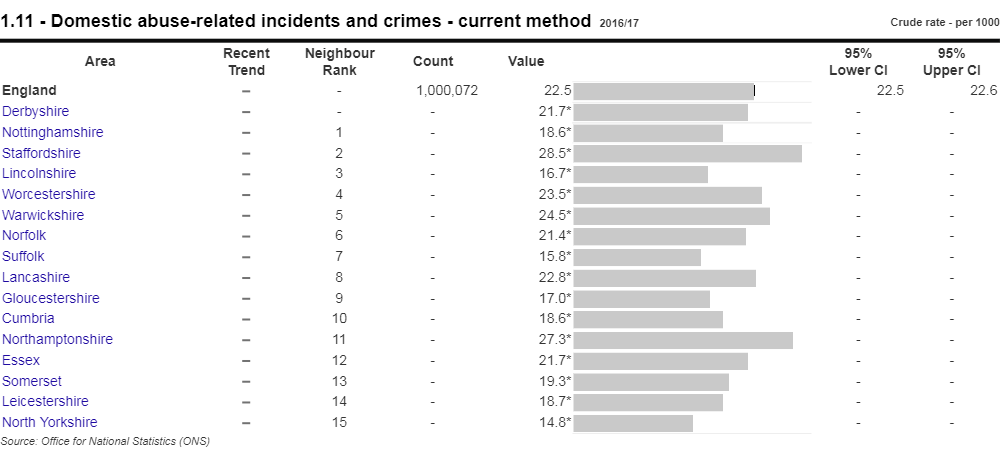 1.11 - Domestic abuse-related incidents and crimes - current method 2016/17 Crude rate - per 1000
Area Recent Trend Neighbour Rank Count Value 95% Lower CI 95% Upper CI
England – - 1,000,072 22.5 22.5 22.6
Derbyshire – - - 21.7* - -
Nottinghamshire – 1 - 18.6* - -
Staffordshire – 2 - 28.5* - -
Lincolnshire – 3 - 16.7* - -
Worcestershire – 4 - 23.5* - -
Warwickshire – 5 - 24.5* - -
Norfolk – 6 - 21.4* - -
Suffolk – 7 - 15.8* - -
Lancashire – 8 - 22.8* - -
Gloucestershire – 9 - 17.0* - -
Cumbria – 10 - 18.6* - -
Northamptonshire – 11 - 27.3* - -
Essex – 12 - 21.7* - -
Somerset – 13 - 19.3* - -
Leicestershire – 14 - 18.7* - -
North Yorkshire – 15 - 14.8* - -
Source: Office for National Statistics (ONS)